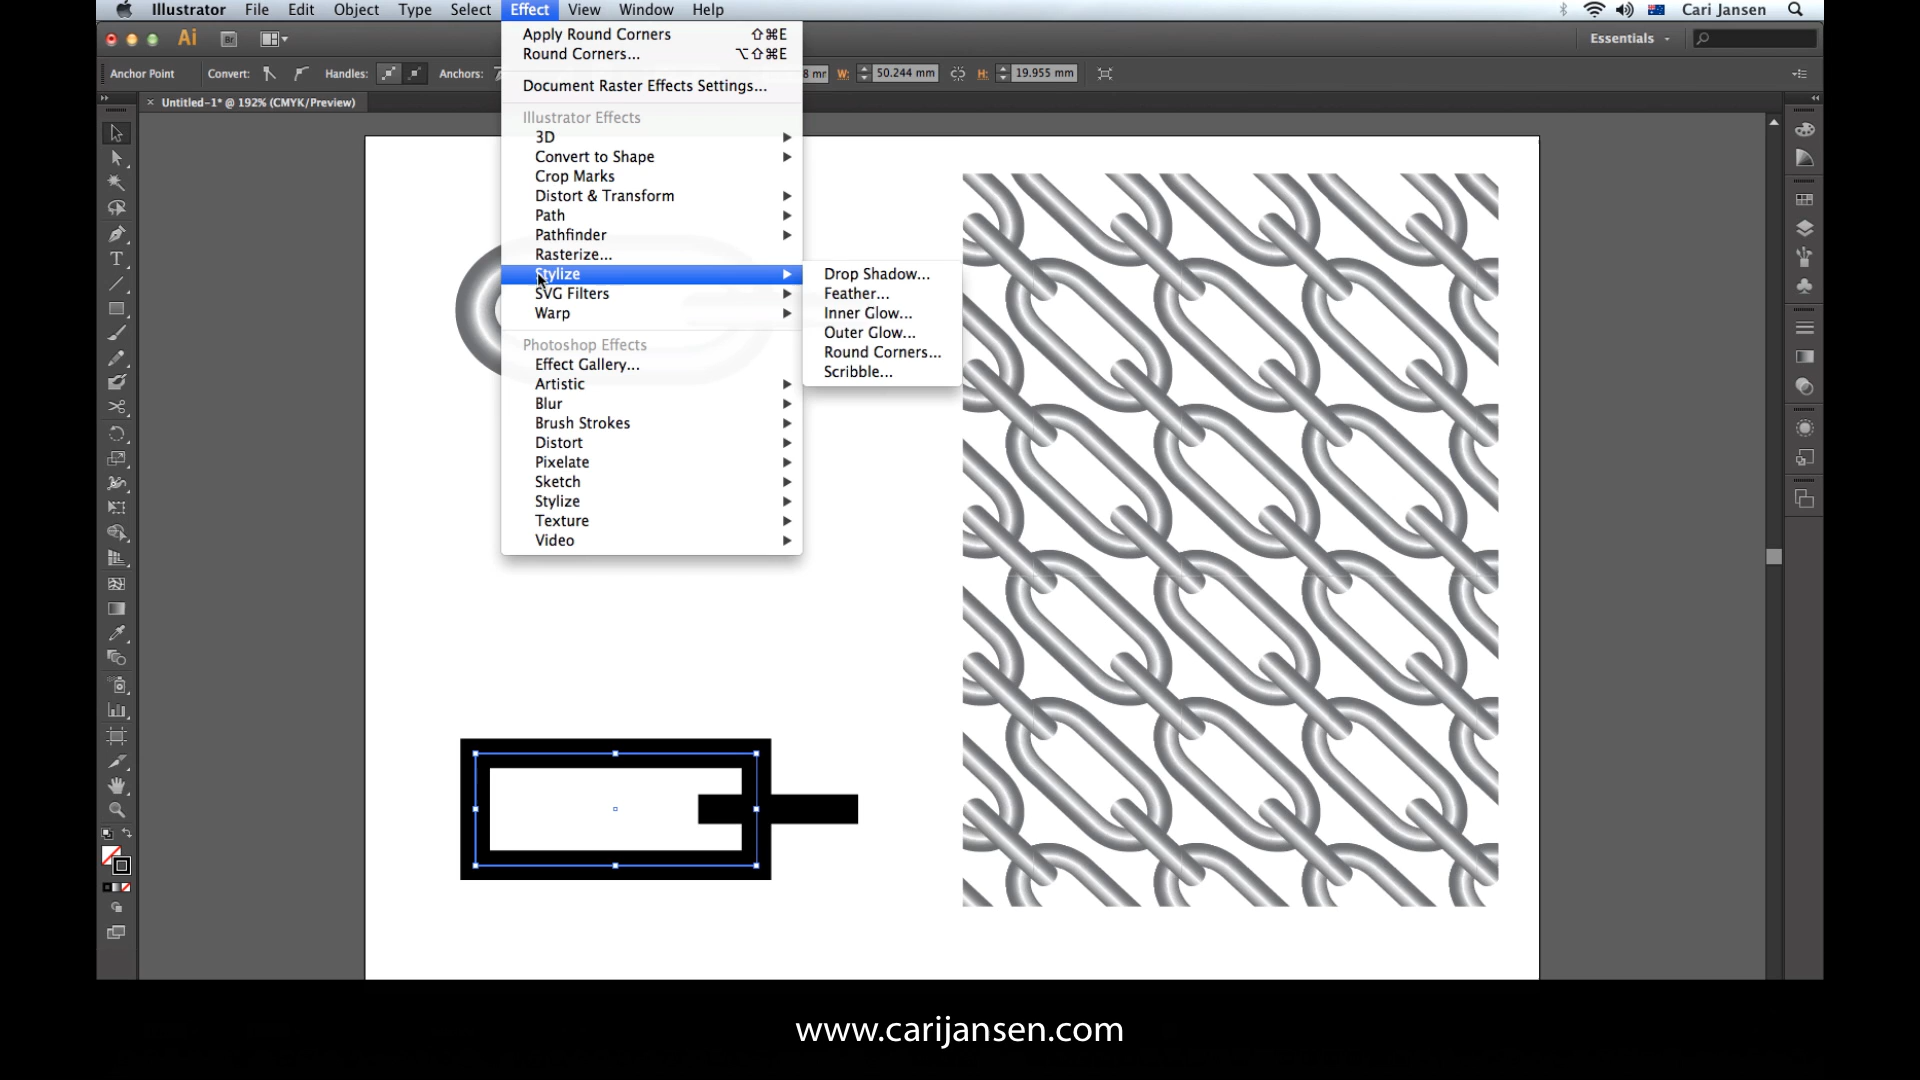 Illustrator File Edit Object Type Select Effect View Window Help Cari Jansen
Ai Br Essentials
Anchor Point Convert: Handles: Anchors: 8 mm W: 50.244 mm H: 19.955 mm
× Untitled-1* @ 192% (CMYK/Preview)
Apply Round Corners ⇧⌘E
Round Corners... ⌥⇧⌘E
Document Raster Effects Settings...
Illustrator Effects
3D
Convert to Shape
Crop Marks
Distort & Transform
Path
Pathfinder
Rasterize...
Stylize
SVG Filters
Warp
Photoshop Effects
Effect Gallery...
Artistic
Blur
Brush Strokes
Distort
Pixelate
Sketch
Stylize
Texture
Video
Drop Shadow...
Feather...
Inner Glow...
Outer Glow...
Round Corners...
Scribble...
www.carijansen.com